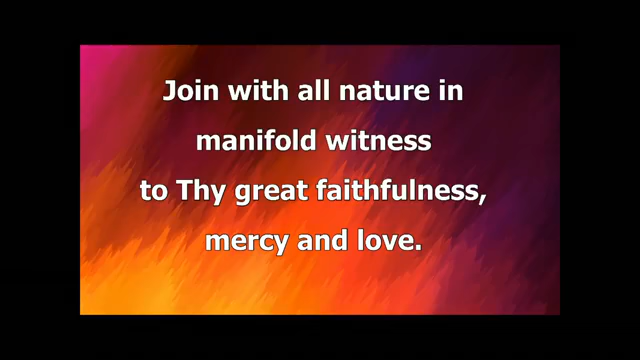 Join with all nature in
manifold witness
to Thy great faithfulness,
mercy and love.